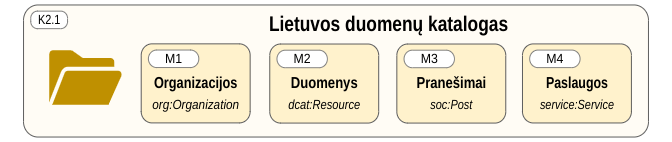 K2.1
Lietuvos duomenų katalogas
M1
Organizacijos
org:Organization
M2
Duomenys
dcat:Resource
M3
Pranešimai
soc:Post
M4
Paslaugos
service:Service